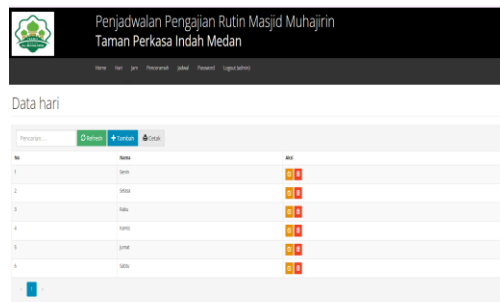 Penjadwalan Pengajian Rutin Masjid Muhajirin
Taman Perkasa Indah Medan
Home Hari Jam Penceramah Jadwal Password Logout (admin)
Data hari
Pencarian ... Refresh Tambah Cetak
No Nama Aksi
1 Senin
2 Selasa
3 Rabu
4 Kamis
5 Jumat
6 Sabtu
1